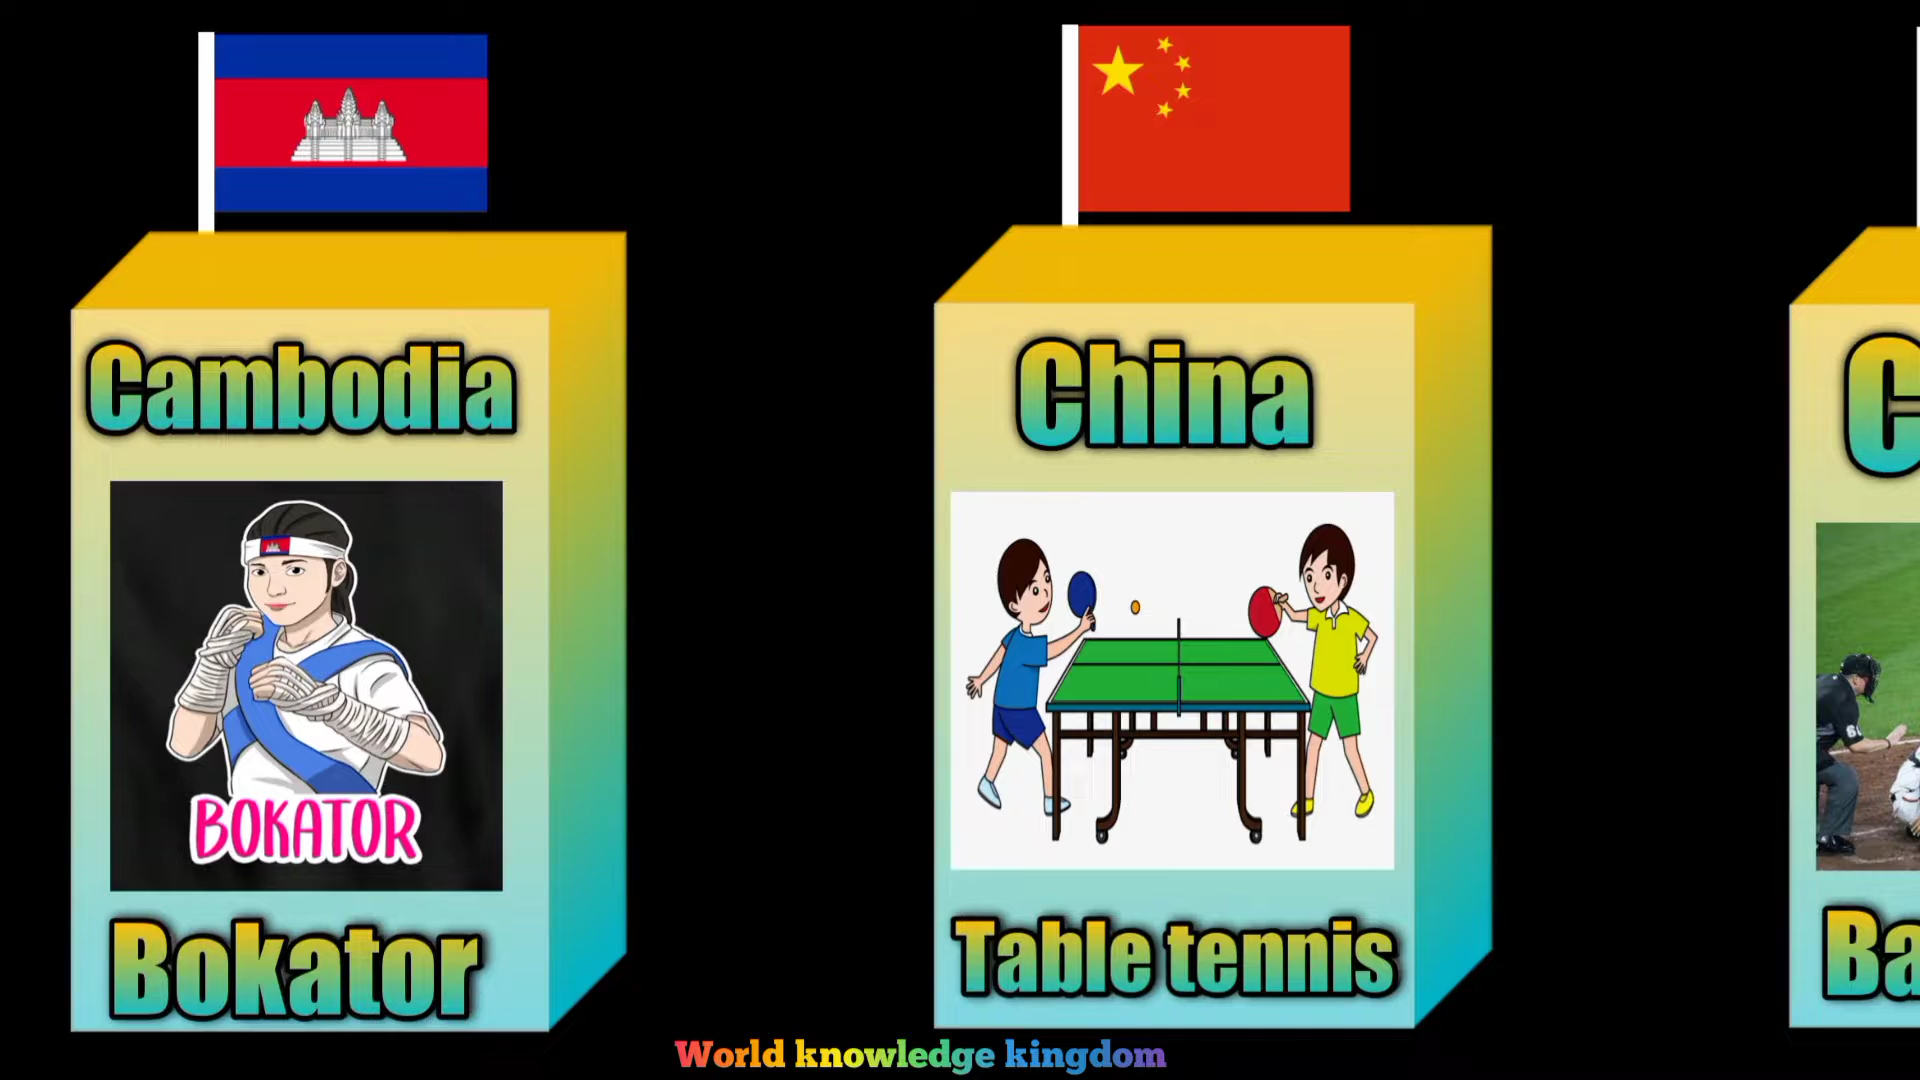 Cambodia
BOKATOR
Bokator
China
Table tennis
World knowledge kingdom